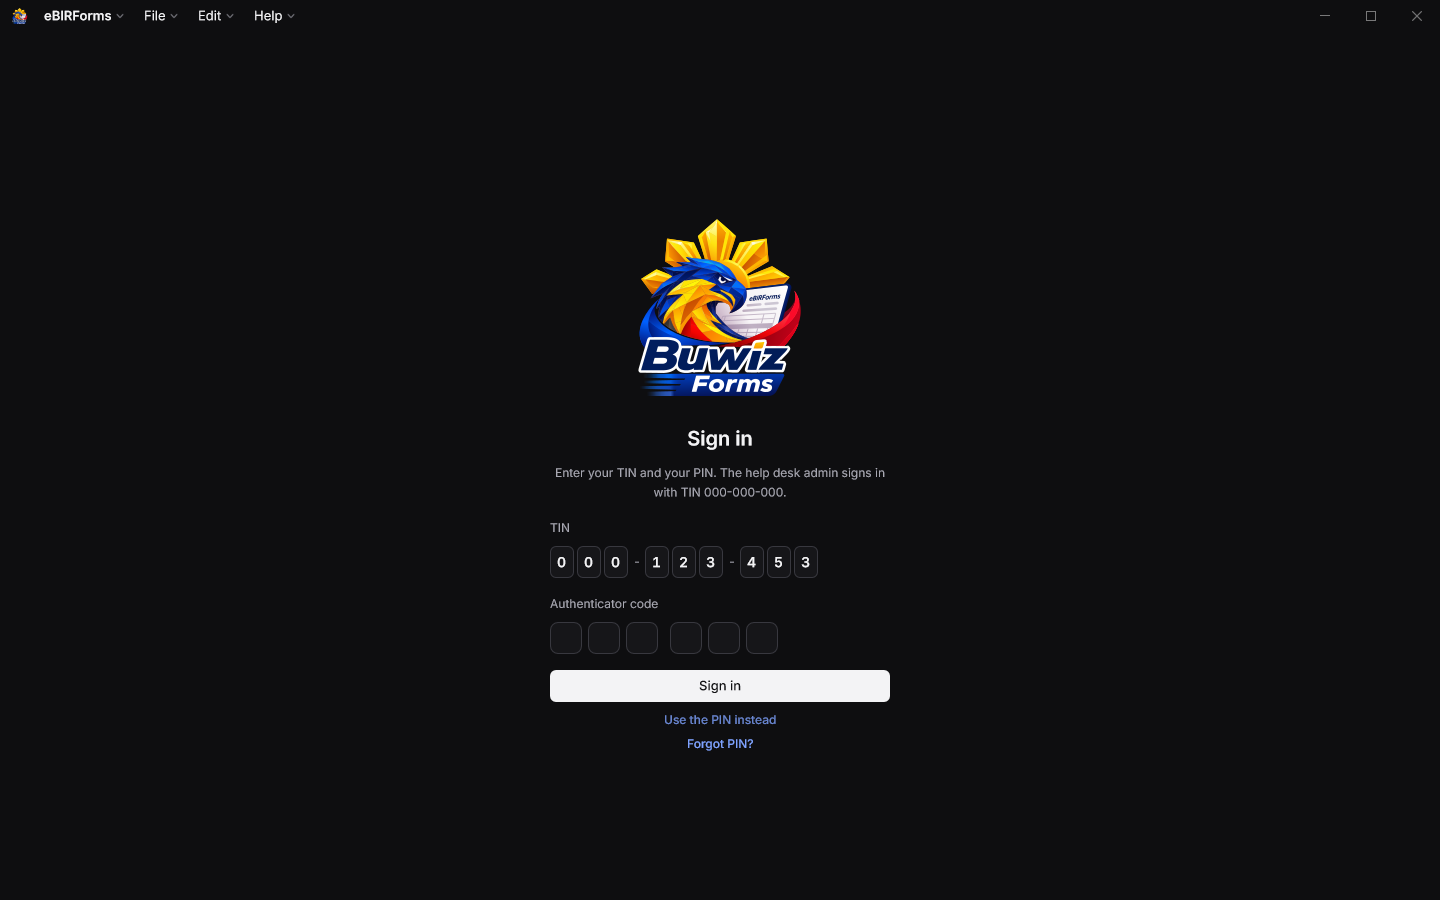 eBIRForms File Edit Help
eBIRForms
Buwiz
Forms
Sign in
Enter your TIN and your PIN. The help desk admin signs in
with TIN 000-000-000.
TIN
0 0 0 - 1 2 3 - 4 5 3
Authenticator code
Sign in
Use the PIN instead
Forgot PIN?